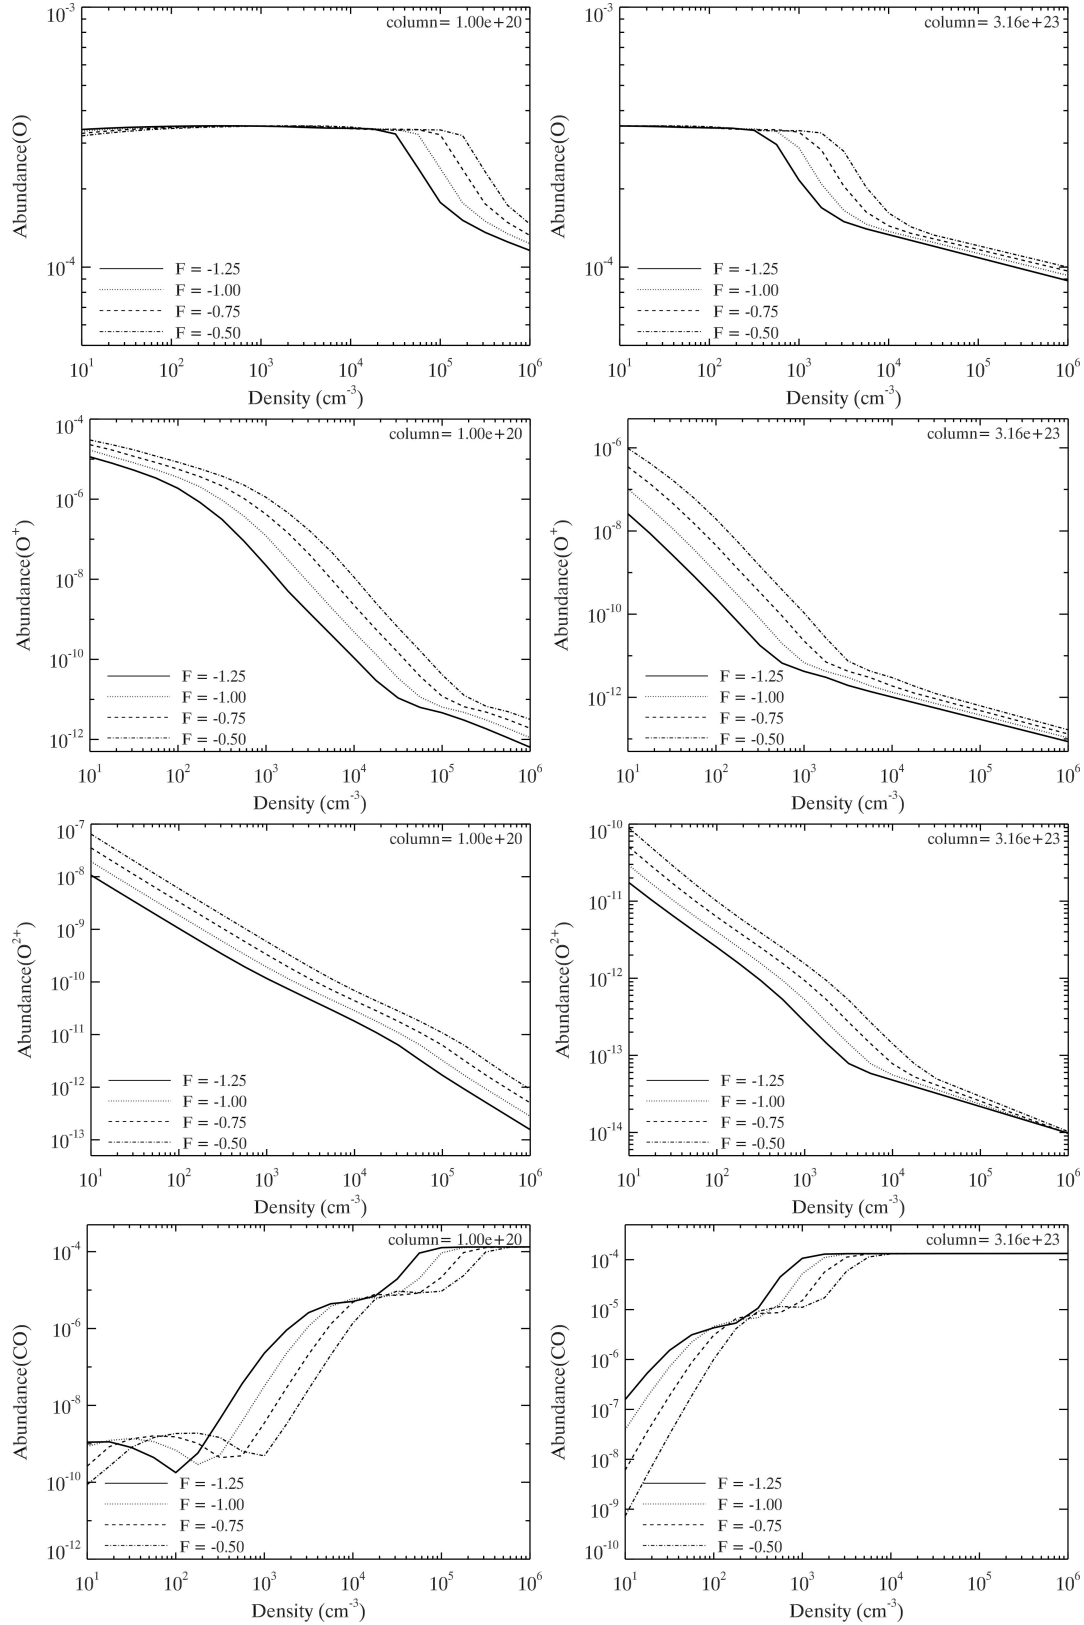 10^-3
column= 1.00e+20
Abundance(O)
10^-4
F = -1.25
F = -1.00
F = -0.75
F = -0.50
10^1 10^2 10^3 10^4 10^5 10^6
Density (cm^-3)
10^-3
column= 3.16e+23
Abundance(O)
10^-4
F = -1.25
F = -1.00
F = -0.75
F = -0.50
10^1 10^2 10^3 10^4 10^5 10^6
Density (cm^-3)
10^-4
column= 1.00e+20
10^-6
Abundance(O^+)
10^-8
10^-10
F = -1.25
F = -1.00
F = -0.75
F = -0.50
10^-12
10^1 10^2 10^3 10^4 10^5 10^6
Density (cm^-3)
column= 3.16e+23
10^-6
Abundance(O^+)
10^-8
10^-10
F = -1.25
10^-12
F = -1.00
F = -0.75
F = -0.50
10^1 10^2 10^3 10^4 10^5 10^6
Density (cm^-3)
10^-7
column= 1.00e+20
10^-8
10^-9
Abundance(O^2+)
10^-10
10^-11
10^-12
F = -1.25
F = -1.00
F = -0.75
F = -0.50
10^-13
10^1 10^2 10^3 10^4 10^5 10^6
Density (cm^-3)
10^-10
column= 3.16e+23
10^-11
Abundance(O^2+)
10^-12
10^-13
F = -1.25
F = -1.00
F = -0.75
10^-14
F = -0.50
10^1 10^2 10^3 10^4 10^5 10^6
Density (cm^-3)
column= 1.00e+20
10^-4
10^-6
Abundance(CO)
10^-8
10^-10
F = -1.25
F = -1.00
F = -0.75
F = -0.50
10^-12
10^1 10^2 10^3 10^4 10^5 10^6
Density (cm^-3)
column= 3.16e+23
10^-4
10^-5
10^-6
Abundance(CO)
10^-7
10^-8
F = -1.25
F = -1.00
10^-9
F = -0.75
F = -0.50
10^-10
10^1 10^2 10^3 10^4 10^5 10^6
Density (cm^-3)